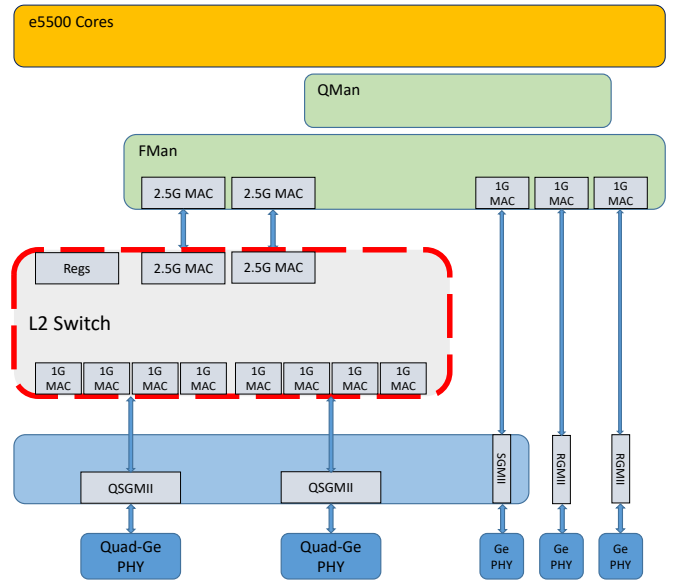 e5500 Cores
QMan
FMan
2.5G MAC
2.5G MAC
1G
MAC
1G
MAC
1G
MAC
Regs
2.5G MAC
2.5G MAC
L2 Switch
1G
MAC
1G
MAC
1G
MAC
1G
MAC
1G
MAC
1G
MAC
1G
MAC
1G
MAC
QSGMII
QSGMII
SGMII
RGMII
RGMII
Quad-Ge
PHY
Quad-Ge
PHY
Ge
PHY
Ge
PHY
Ge
PHY